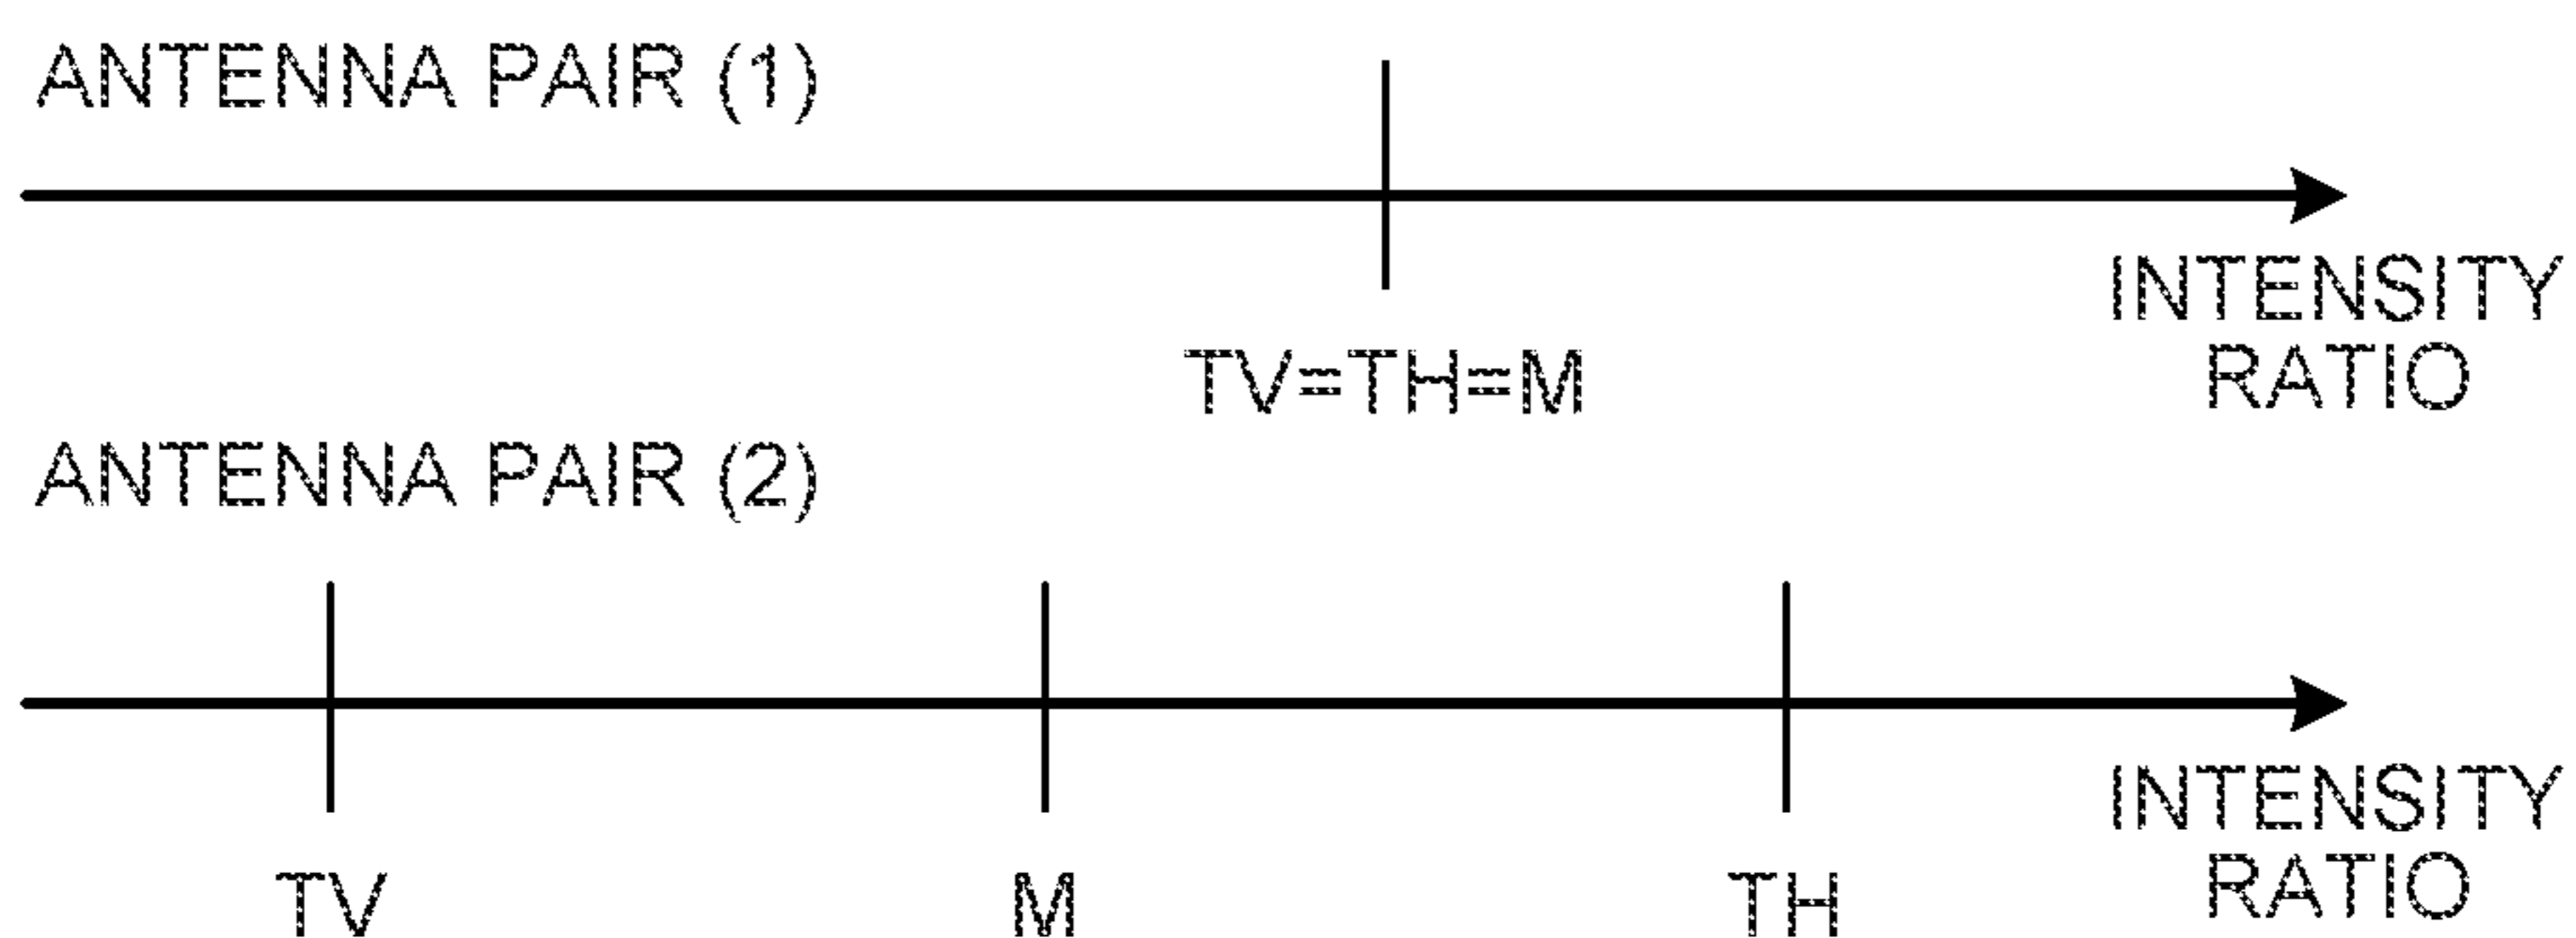 ANTENNA PAIR (1)
INTENSITY
RATIO
TV=TH=M
ANTENNA PAIR (2)
INTENSITY
RATIO
TV
M
TH